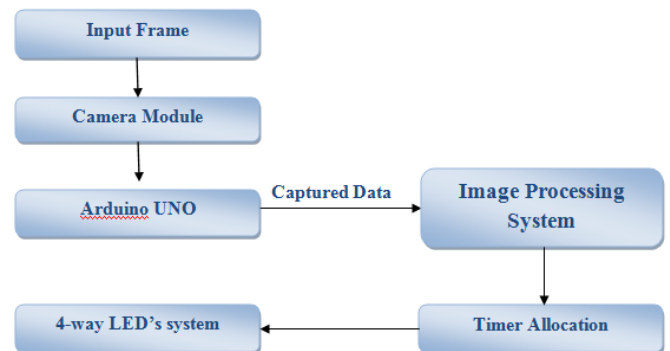 Input Frame
Camera Module
Arduino UNO
Captured Data
Image Processing
System
Timer Allocation
4-way LED's system